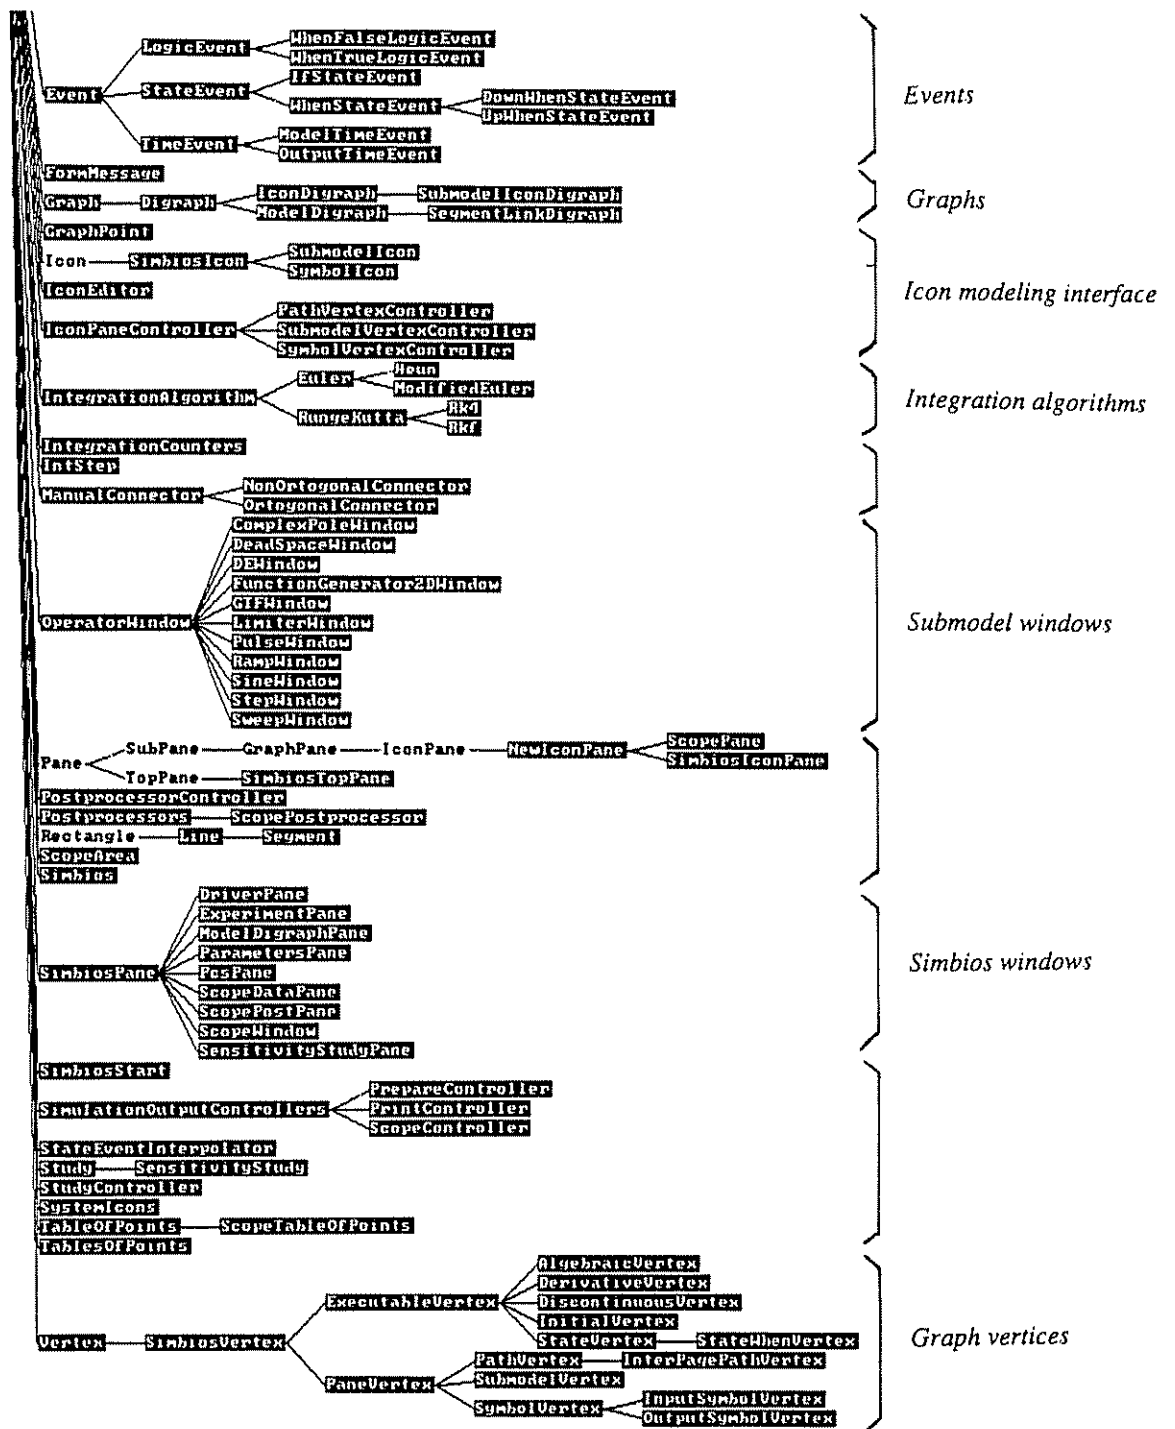 LogicEvent
WhenFalseLogicEvent
WhenTrueLogicEvent
Event
StateEvent
IfStateEvent
WhenStateEvent
DownWhenStateEvent
UpWhenStateEvent
TimeEvent
ModelTimeEvent
OutputTimeEvent
Events
FormMessage
Graph
Digraph
IconDigraph
SubmodelIconDigraph
ModelDigraph
SegmentLinkDigraph
Graphs
GraphPoint
Icon
SimbiosIcon
SubmodelIcon
SymbolIcon
IconEditor
IconPaneController
PathVertexController
SubmodelVertexController
SymbolVertexController
Icon modeling interface
IntegrationAlgorithm
Euler
Heun
ModifiedEuler
RungeKutta
Rk4
Rkf
Integration algorithms
IntegrationCounters
IntStep
ManualConnector
NonOrtogonalConnector
OrtogonalConnector
OperatorWindow
ComplexPoleWindow
DeadSpaceWindow
DEWindow
FunctionGenerator2DWindow
GIFWindow
LimiterWindow
PulseWindow
RampWindow
SineWindow
StepWindow
SweepWindow
Submodel windows
Pane
SubPane
GraphPane
IconPane
NewIconPane
ScopePane
SimbiosIconPane
TopPane
SimbiosTopPane
PostprocessorController
Postprocessors
ScopePostprocessor
Rectangle
Line
Segment
ScopeArea
Simbios
SimbiosPane
DriverPane
ExperimentPane
ModelDigraphPane
ParametersPane
PcsPane
ScopeDataPane
ScopePostPane
ScopeWindow
SensitivityStudyPane
Simbios windows
SimbiosStart
SimulationOutputControllers
PrepareController
PrintController
ScopeController
StateEventInterpolator
Study
SensitivityStudy
StudyController
SystemIcons
TableOfPoints
ScopeTableOfPoints
TablesOfPoints
Vertex
SimbiosVertex
ExecutableVertex
AlgebraicVertex
DerivativeVertex
DiscontinuousVertex
InitialVertex
StateVertex
StateWhenVertex
PaneVertex
PathVertex
InterPagePathVertex
SubmodelVertex
SymbolVertex
InputSymbolVertex
OutputSymbolVertex
Graph vertices